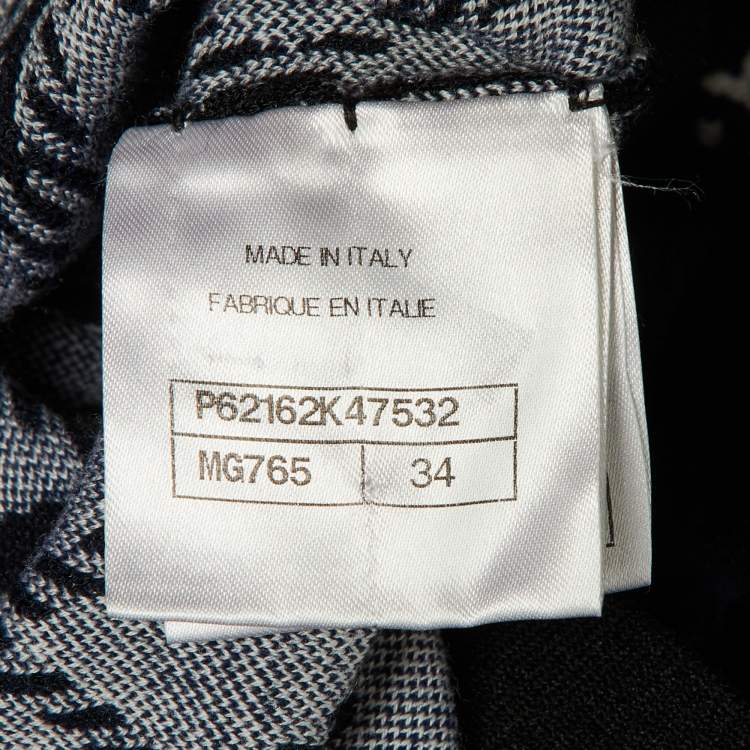 MADE IN ITALY
FABRIQUE EN ITALIE
P62162K47532
MG765 34